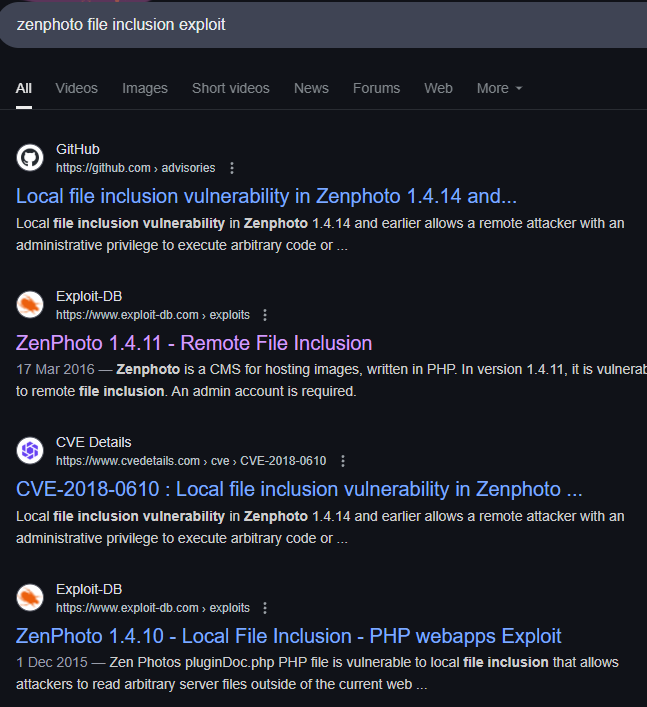 zenphoto file inclusion exploit
All Videos Images Short videos News Forums Web More
GitHub
https://github.com › advisories
Local file inclusion vulnerability in Zenphoto 1.4.14 and...
Local file inclusion vulnerability in Zenphoto 1.4.14 and earlier allows a remote attacker with an
administrative privilege to execute arbitrary code or ...
Exploit-DB
https://www.exploit-db.com › exploits
ZenPhoto 1.4.11 - Remote File Inclusion
17 Mar 2016 — Zenphoto is a CMS for hosting images, written in PHP. In version 1.4.11, it is vulnerab
to remote file inclusion. An admin account is required.
CVE Details
https://www.cvedetails.com › cve › CVE-2018-0610
CVE-2018-0610 : Local file inclusion vulnerability in Zenphoto ...
Local file inclusion vulnerability in Zenphoto 1.4.14 and earlier allows a remote attacker with an
administrative privilege to execute arbitrary code or ...
Exploit-DB
https://www.exploit-db.com › exploits
ZenPhoto 1.4.10 - Local File Inclusion - PHP webapps Exploit
1 Dec 2015 — Zen Photos pluginDoc.php PHP file is vulnerable to local file inclusion that allows
attackers to read arbitrary server files outside of the current web ...